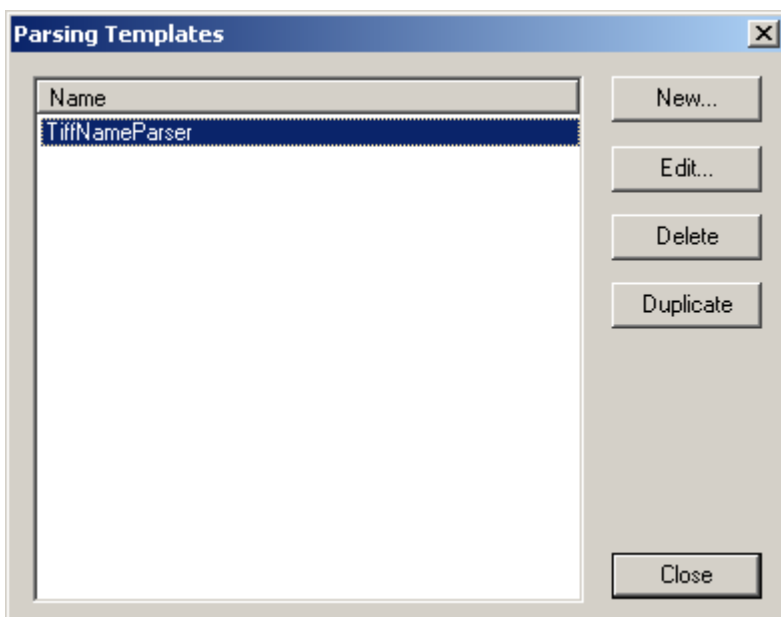 Parsing Templates
Name
TiffNameParser
New...
Edit...
Delete
Duplicate
Close